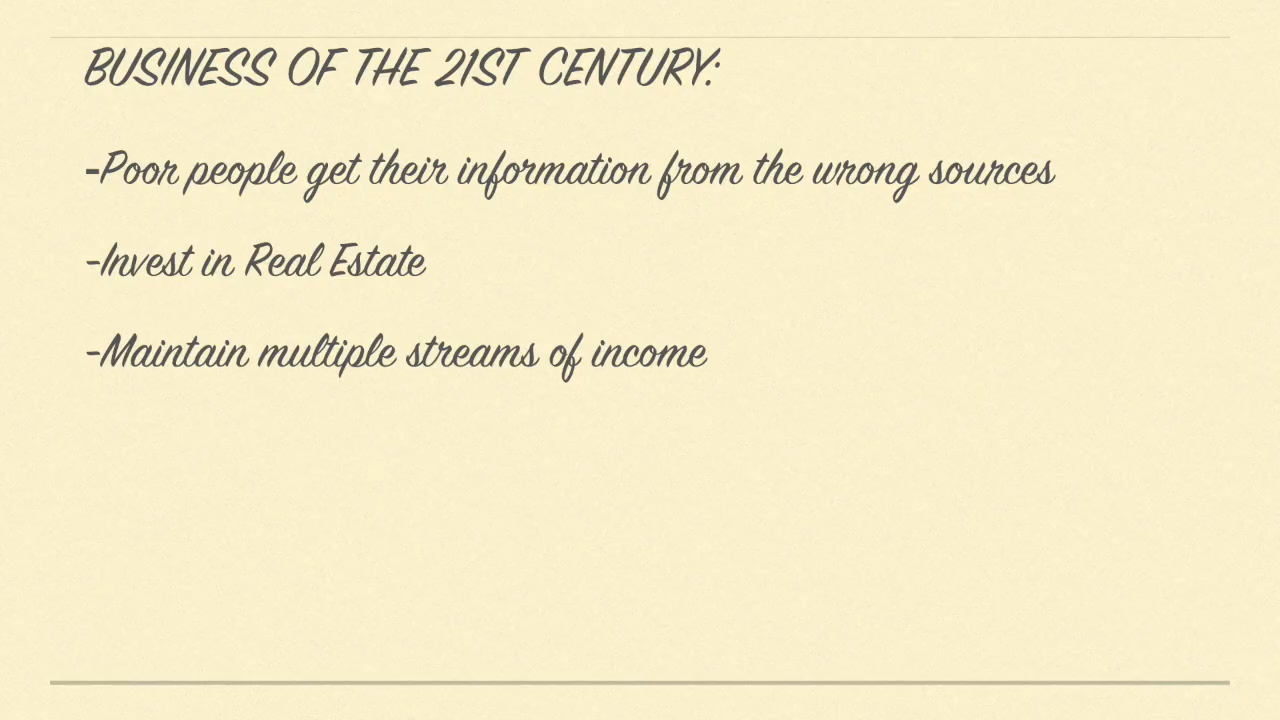 BUSINESS OF THE 21ST CENTURY:
-Poor people get their information from the wrong sources
-Invest in Real Estate
-Maintain multiple streams of income